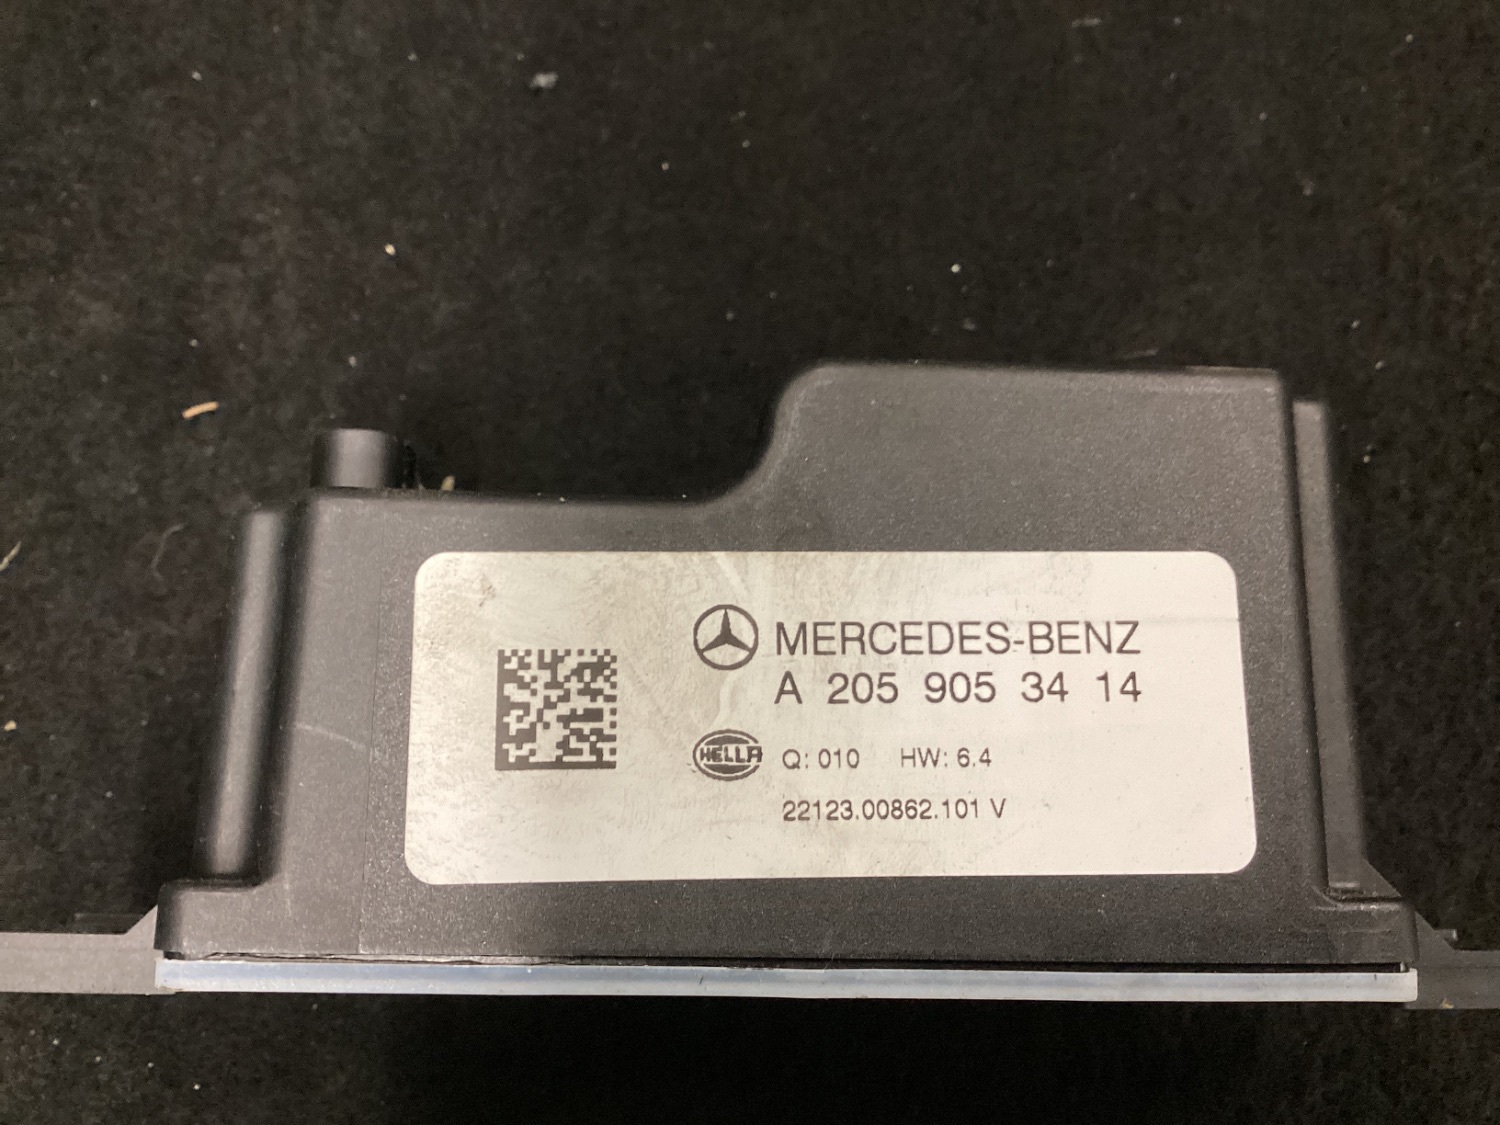 MERCEDES-BENZ
A 205 905 34 14
HELLA Q: 010 HW: 6.4
22123.00862.101 V